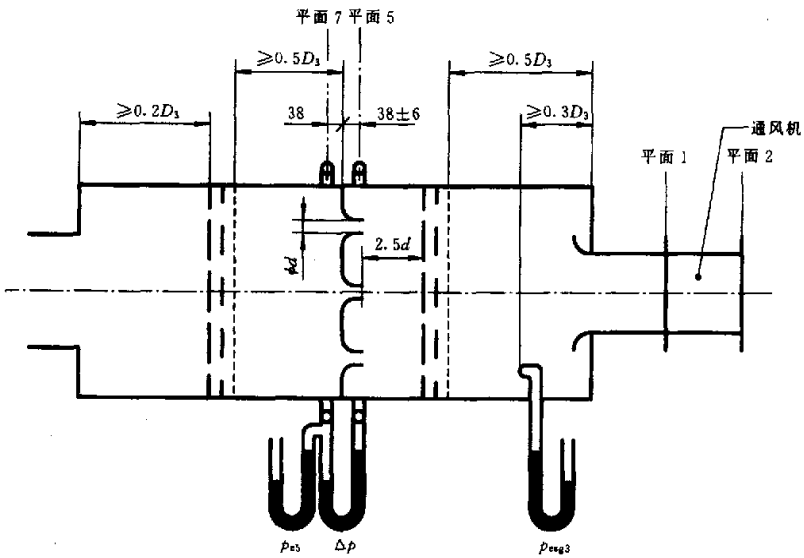 平面 7 平面 5
≥0.5D₃
≥0.5D₃
≥0.2D₃
38
38±6
≥0.3D₃
通风机
平面 1
平面 2
ϕd
2.5d
pₑ₅
Δp
pₑₛg₃